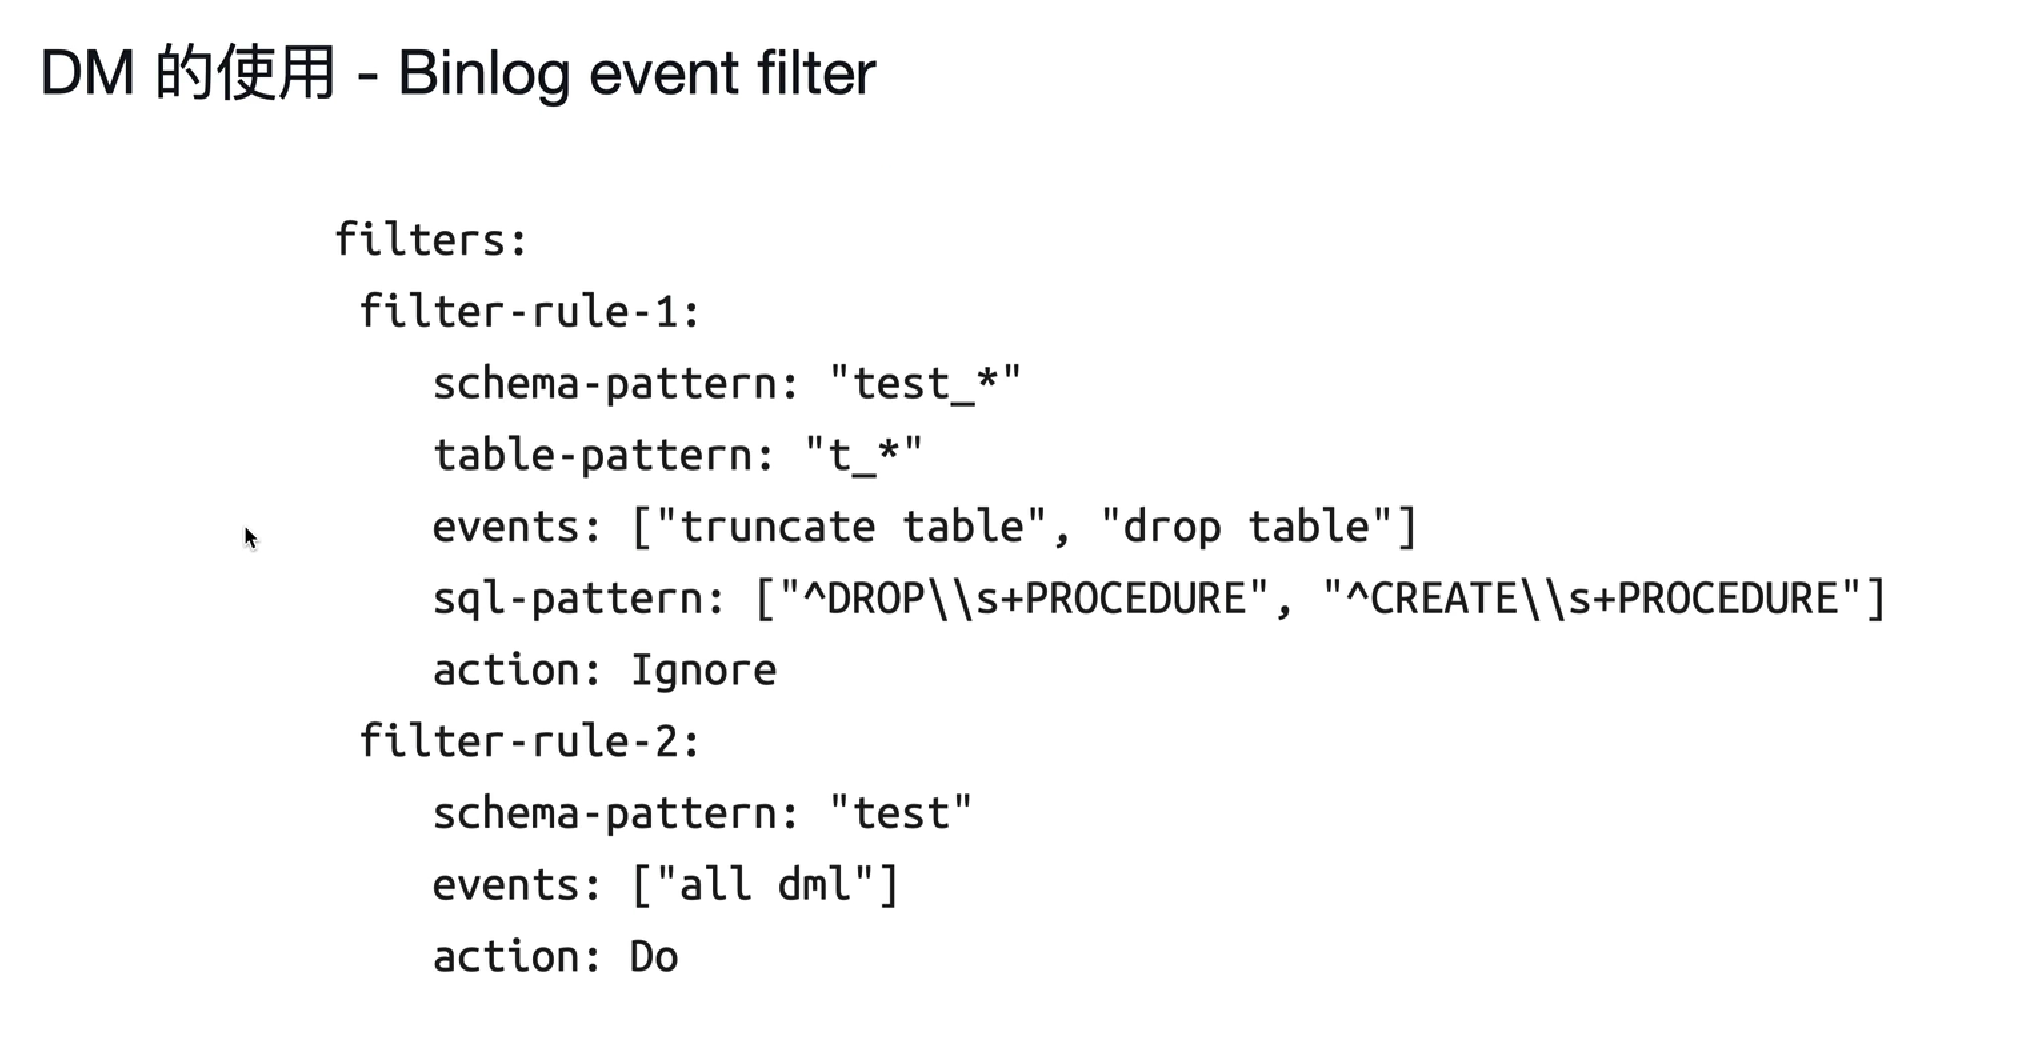 DM 的使用 - Binlog event filter
filters:
filter-rule-1:
schema-pattern: "test_*"
table-pattern: "t_*"
events: ["truncate table", "drop table"]
sql-pattern: ["^DROP\\s+PROCEDURE", "^CREATE\\s+PROCEDURE"]
action: Ignore
filter-rule-2:
schema-pattern: "test"
events: ["all dml"]
action: Do